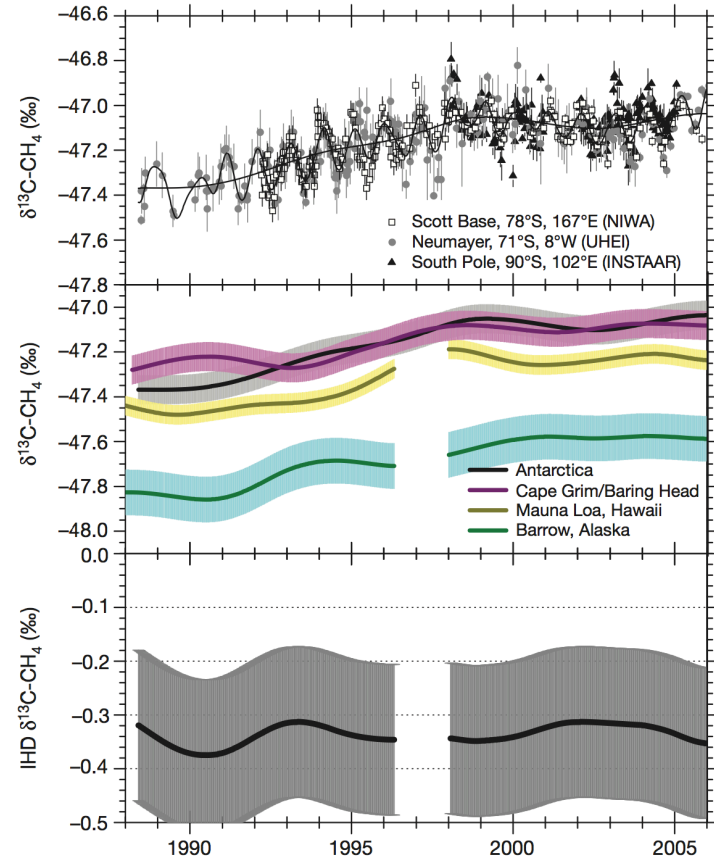 −46.6
−46.8
−47.0
−47.2
−47.4
−47.6
−47.8
δ13C-CH4 (‰)
Scott Base, 78°S, 167°E (NIWA)
Neumayer, 71°S, 8°W (UHEI)
South Pole, 90°S, 102°E (INSTAAR)
−47.0
−47.2
−47.4
−47.6
−47.8
−48.0
δ13C-CH4 (‰)
Antarctica
Cape Grim/Baring Head
Mauna Loa, Hawaii
Barrow, Alaska
0.0
−0.1
−0.2
−0.3
−0.4
−0.5
IHD δ13C-CH4 (‰)
1990 1995 2000 2005